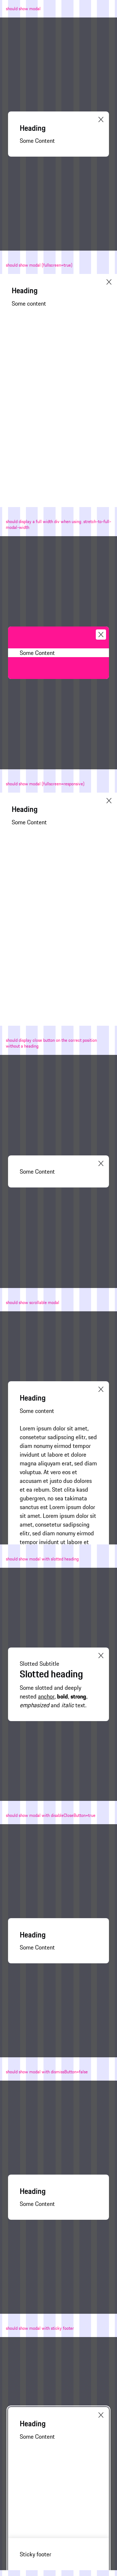 should show modal
Heading
Some Content
should show modal (fullscreen=true)
Heading
Some content
should display a full width div when using .stretch-to-full-
modal-width
Some Content
should show modal (fullscreen=responsive)
Heading
Some Content
should display close button on the correct position
without a heading
Some Content
should show scrollable modal
Heading
Some content
Lorem ipsum dolor sit amet,
consetetur sadipscing elitr, sed
diam nonumy eirmod tempor
invidunt ut labore et dolore
magna aliquyam erat, sed diam
voluptua. At vero eos et
accusam et justo duo dolores
et ea rebum. Stet clita kasd
gubergren, no sea takimata
sanctus est Lorem ipsum dolor
sit amet. Lorem ipsum dolor sit
amet, consetetur sadipscing
elitr, sed diam nonumy eirmod
tempor invidunt ut labore et
should show modal with slotted heading
Slotted Subtitle
Slotted heading
Some slotted and deeply
nested anchor, bold, strong,
emphasized and italic text.
should show modal with disableCloseButton=true
Heading
Some Content
should show modal with dismissButton=false
Heading
Some Content
should show modal with sticky footer
Heading
Some Content
Sticky footer